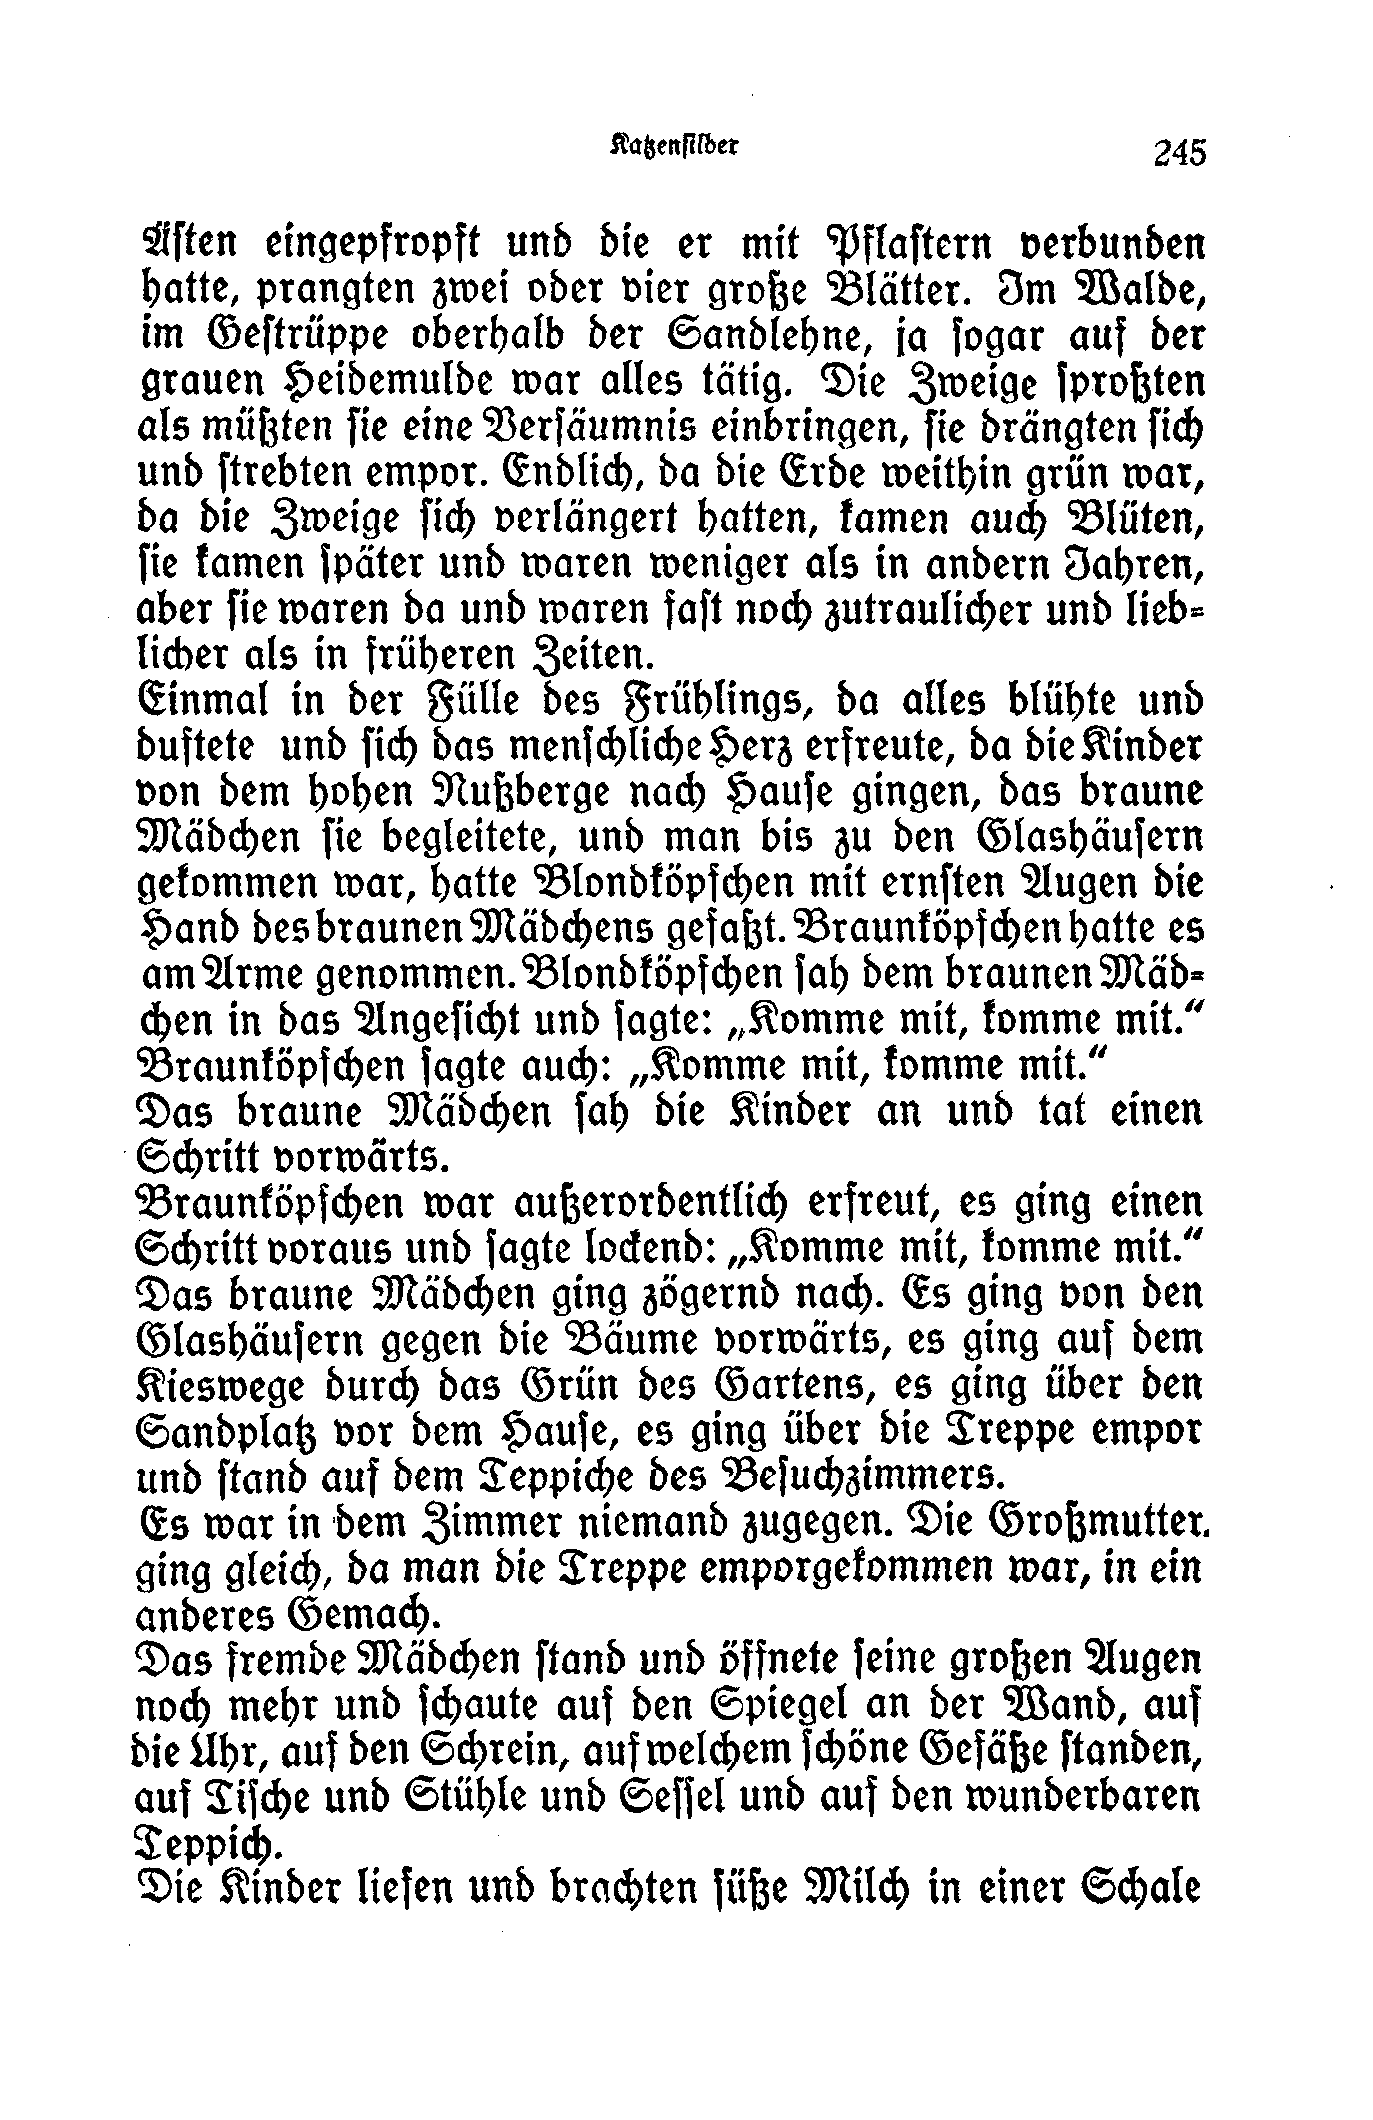 Katzensilber 245
Ästen eingepfropft und die er mit Pflastern verbunden
hatte, prangten zwei oder vier große Blätter. Im Walde,
im Gestrüppe oberhalb der Sandlehne, ja sogar auf der
grauen Heidemulde war alles tätig. Die Zweige sproßten
als müßten sie eine Versäumnis einbringen, sie drängten sich
und strebten empor. Endlich, da die Erde weithin grün war,
da die Zweige sich verlängert hatten, kamen auch Blüten,
sie kamen später und waren weniger als in andern Jahren,
aber sie waren da und waren fast noch zutraulicher und lieb-
licher als in früheren Zeiten.
Einmal in der Fülle des Frühlings, da alles blühte und
duftete und sich das menschliche Herz erfreute, da die Kinder
von dem hohen Nußberge nach Hause gingen, das braune
Mädchen sie begleitete, und man bis zu den Glashäusern
gekommen war, hatte Blondköpfchen mit ernsten Augen die
Hand des braunen Mädchens gefaßt. Braunköpfchen hatte es
am Arme genommen. Blondköpfchen sah dem braunen Mäd-
chen in das Angesicht und sagte: „Komme mit, komme mit.“
Braunköpfchen sagte auch: „Komme mit, komme mit.“
Das braune Mädchen sah die Kinder an und tat einen
Schritt vorwärts.
Braunköpfchen war außerordentlich erfreut, es ging einen
Schritt voraus und sagte lockend: „Komme mit, komme mit.“
Das braune Mädchen ging zögernd nach. Es ging von den
Glashäusern gegen die Bäume vorwärts, es ging auf dem
Kieswege durch das Grün des Gartens, es ging über den
Sandplatz vor dem Hause, es ging über die Treppe empor
und stand auf dem Teppiche des Besuchzimmers.
Es war in dem Zimmer niemand zugegen. Die Großmutter.
ging gleich, da man die Treppe emporgekommen war, in ein
anderes Gemach.
Das fremde Mädchen stand und öffnete seine großen Augen
noch mehr und schaute auf den Spiegel an der Wand, auf
die Uhr, auf den Schrein, auf welchem schöne Gefäße standen,
auf Tische und Stühle und Sessel und auf den wunderbaren
Teppich.
Die Kinder liefen und brachten süße Milch in einer Schale